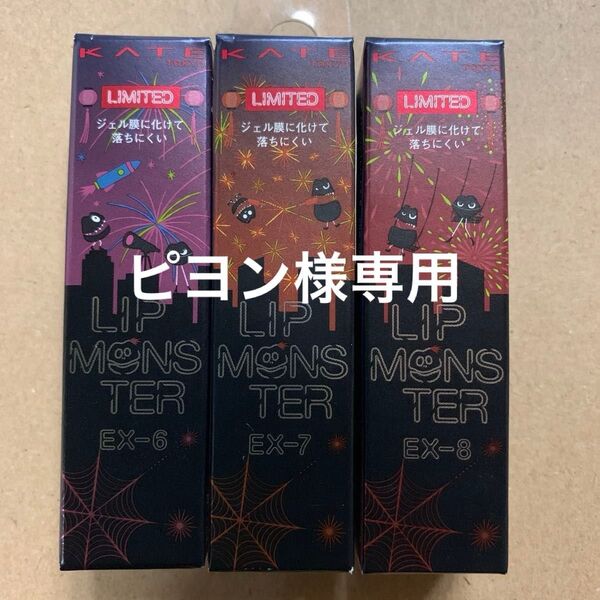 KATE
TOKYO
LIMITED
ジェル膜に化けて
落ちにくい
LIP
MONS
TER
EX-6
KATE
TOKYO
LIMITED
ジェル膜に化けて
落ちにくい
LIP
MONS
TER
EX-7
KATE
TOKYO
LIMITED
ジェル膜に化けて
落ちにくい
LIP
MONS
TER
EX-8
ピヨン様専用